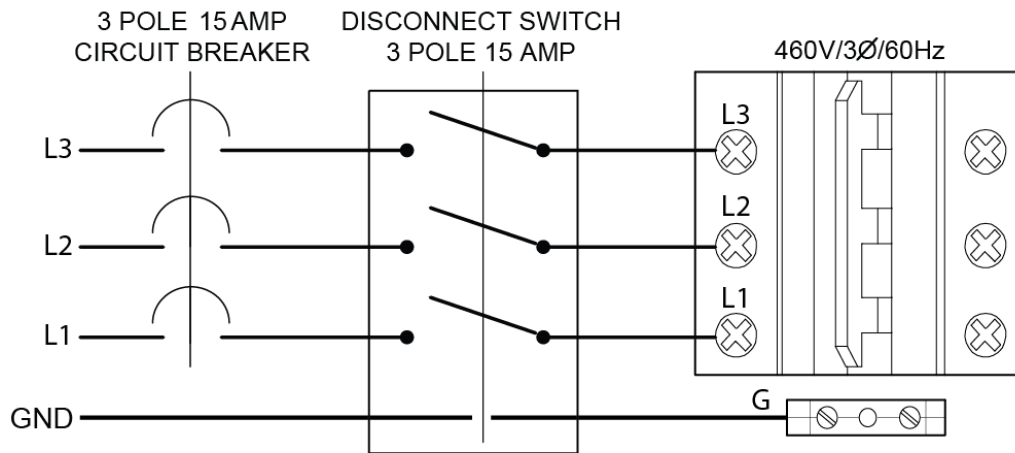 3 POLE 15 AMP
CIRCUIT BREAKER
DISCONNECT SWITCH
3 POLE 15 AMP
460V/3Ø/60Hz
L3
L3
L2
L2
L1
L1
GND
G